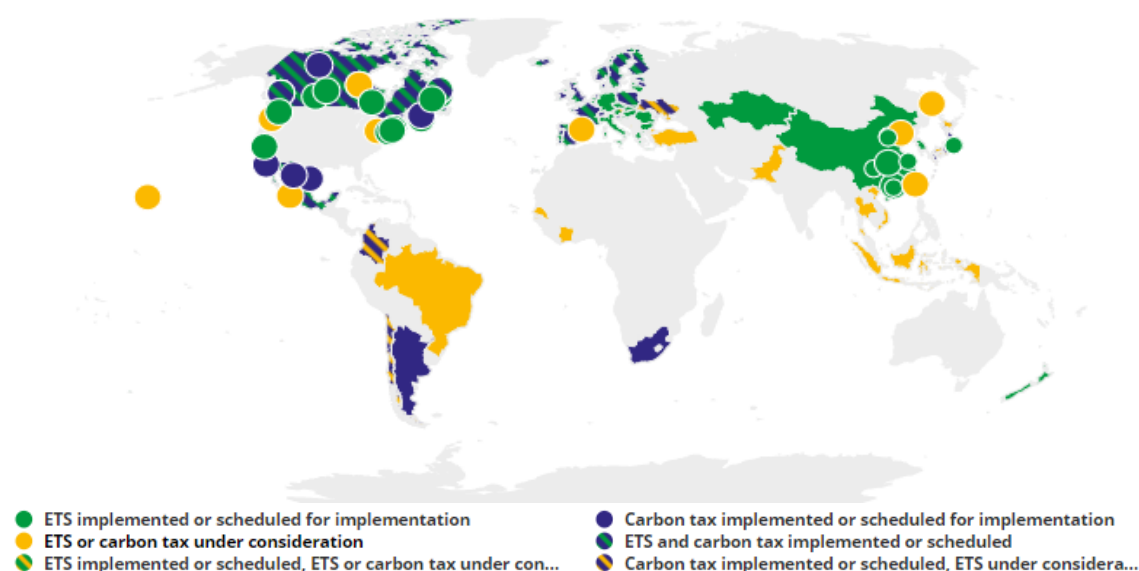 ETS implemented or scheduled for implementation
Carbon tax implemented or scheduled for implementation
ETS or carbon tax under consideration
ETS and carbon tax implemented or scheduled
ETS implemented or scheduled, ETS or carbon tax under con...
Carbon tax implemented or scheduled, ETS under considera...